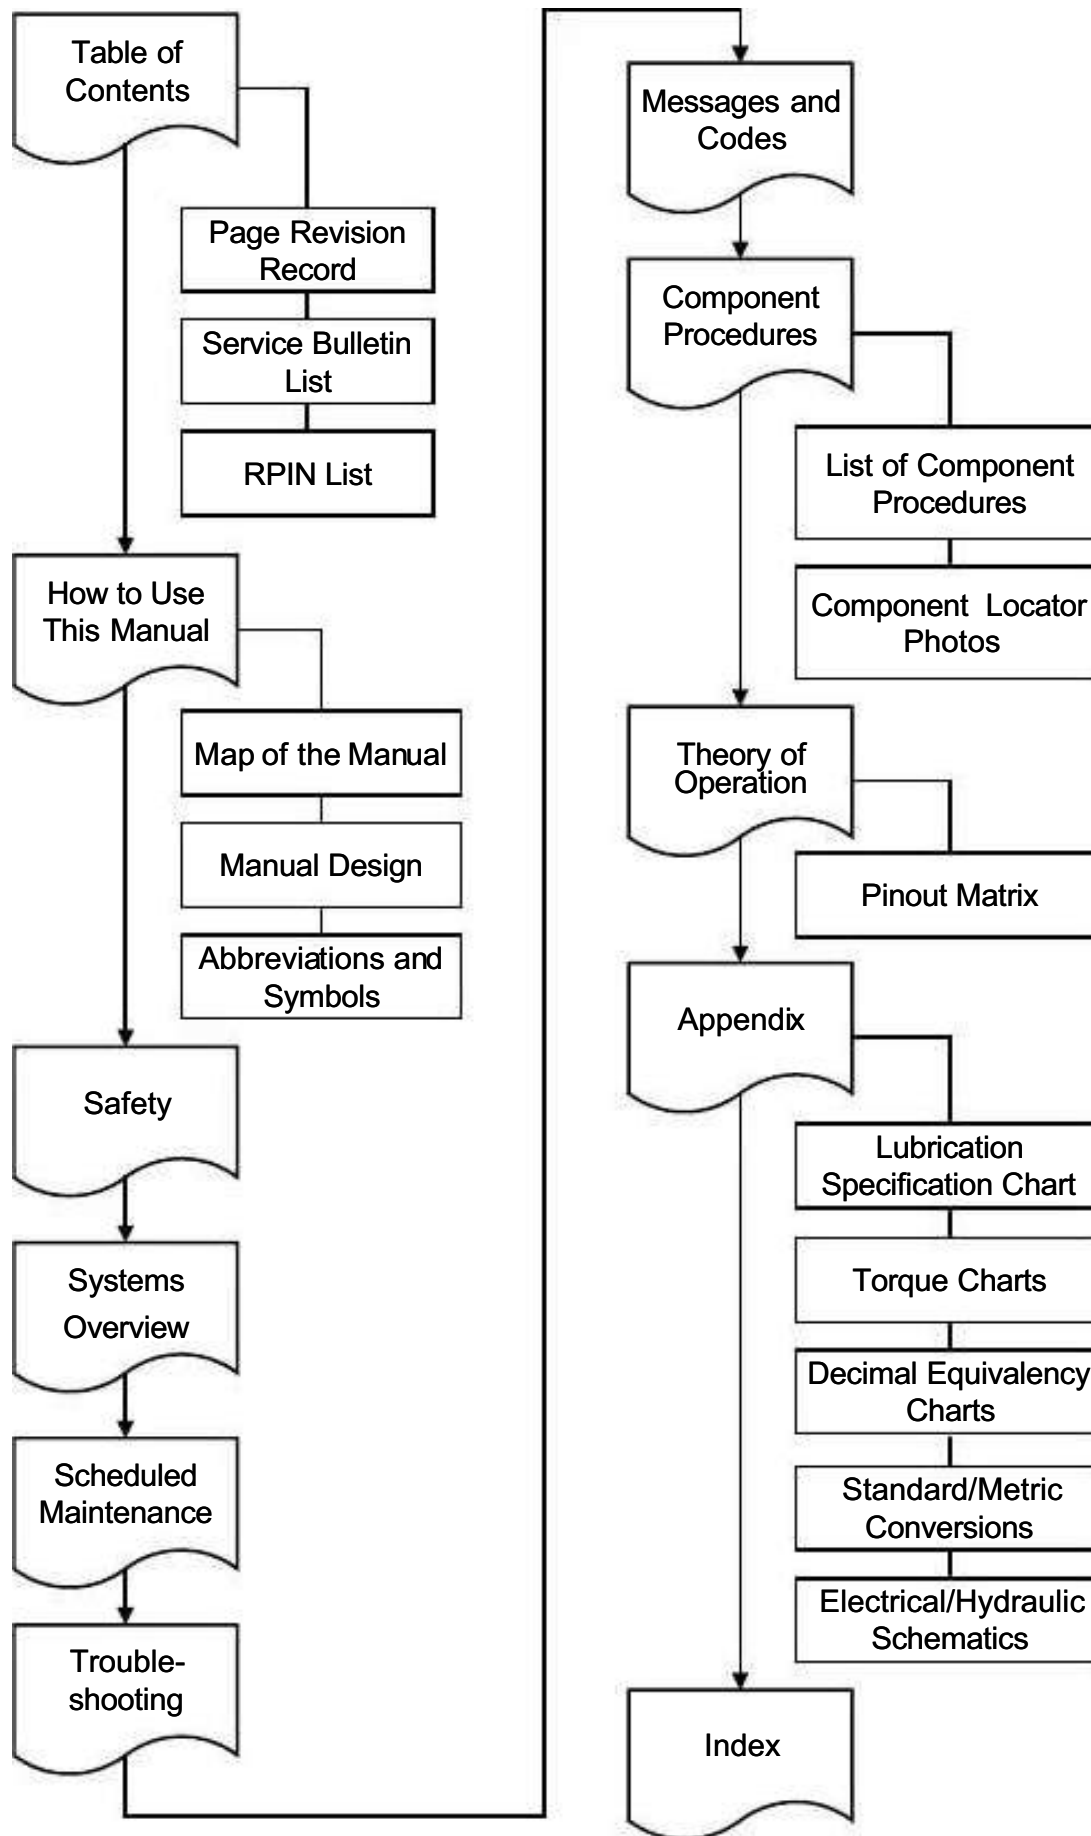 Table of
Contents
Page Revision
Record
Service Bulletin
List
RPIN List
How to Use
This Manual
Map of the Manual
Manual Design
Abbreviations and
Symbols
Safety
Systems
Overview
Scheduled
Maintenance
Trouble-
shooting
Messages and
Codes
Component
Procedures
List of Component
Procedures
Component Locator
Photos
Theory of
Operation
Pinout Matrix
Appendix
Lubrication
Specification Chart
Torque Charts
Decimal Equivalency
Charts
Standard/Metric
Conversions
Electrical/Hydraulic
Schematics
Index